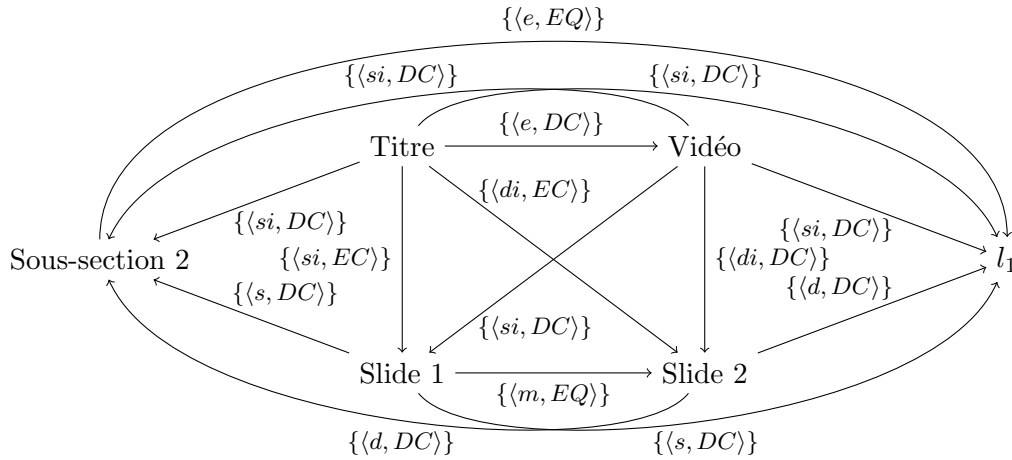 {⟨e, EQ⟩}
{⟨si, DC⟩} {⟨si, DC⟩}
{⟨e, DC⟩}
Titre Vidéo
{⟨di, EC⟩}
{⟨si, DC⟩} {⟨si, DC⟩}
Sous-section 2 {⟨si, EC⟩} {⟨di, DC⟩} l₁
{⟨s, DC⟩} {⟨d, DC⟩}
{⟨si, DC⟩}
Slide 1 Slide 2
{⟨m, EQ⟩}
{⟨d, DC⟩} {⟨s, DC⟩}